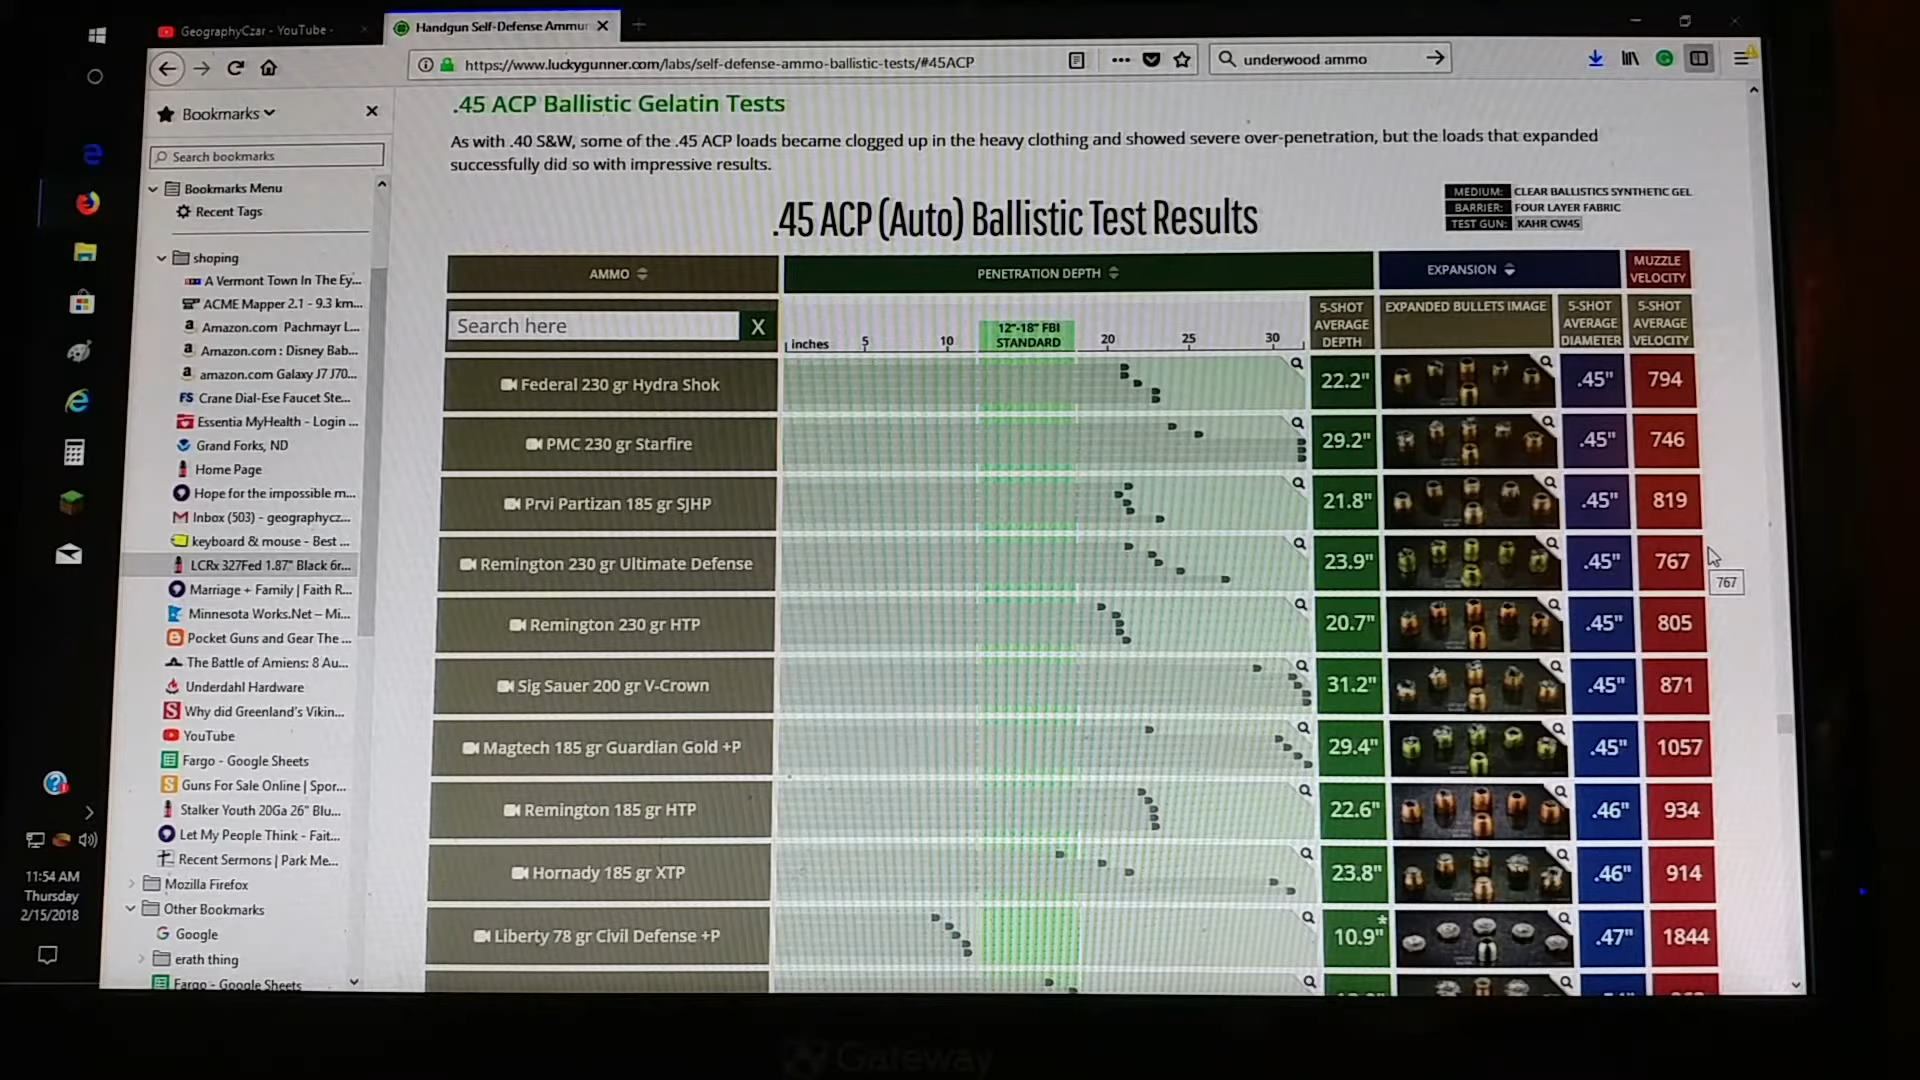 GeographyCzar - YouTube -
Handgun Self-Defense Ammu
https://www.luckygunner.com/labs/self-defense-ammo-ballistic-tests/#45ACP
underwood ammo
Bookmarks
Search bookmarks
Bookmarks Menu
Recent Tags
shoping
A Vermont Town In The Ey...
ACME Mapper 2.1 - 9.3 km...
Amazon.com Pachmayr L...
Amazon.com : Disney Bab...
amazon.com Galaxy J7 J70...
FS Crane Dial-Ese Faucet Ste...
Essentia MyHealth - Login ...
Grand Forks, ND
Home Page
Hope for the impossible m...
Inbox (503) - geographycz...
keyboard & mouse - Best ...
LCRx 327Fed 1.87" Black 6r...
Marriage + Family | Faith R...
Minnesota Works.Net – Mi...
Pocket Guns and Gear The ...
The Battle of Amiens: 8 Au...
Underdahl Hardware
Why did Greenland's Vikin...
YouTube
Fargo - Google Sheets
Guns For Sale Online | Spor...
Stalker Youth 20Ga 26" Blu...
Let My People Think - Fait...
Recent Sermons | Park Me...
Mozilla Firefox
Other Bookmarks
Google
erath thing
Fargo - Google Sheets
11:54 AM
Thursday
2/15/2018
.45 ACP Ballistic Gelatin Tests
As with .40 S&W, some of the .45 ACP loads became clogged up in the heavy clothing and showed severe over-penetration, but the loads that expanded
successfully did so with impressive results.
.45 ACP (Auto) Ballistic Test Results
MEDIUM: CLEAR BALLISTICS SYNTHETIC GEL
BARRIER: FOUR LAYER FABRIC
TEST GUN: KAHR CW45
AMMO PENETRATION DEPTH EXPANSION MUZZLE VELOCITY
Search here X
inches 5 10 12"-18" FBI STANDARD 20 25 30
5-SHOT AVERAGE DEPTH EXPANDED BULLETS IMAGE 5-SHOT AVERAGE DIAMETER 5-SHOT AVERAGE VELOCITY
Federal 230 gr Hydra Shok 22.2" .45" 794
PMC 230 gr Starfire 29.2" .45" 746
Prvi Partizan 185 gr SJHP 21.8" .45" 819
Remington 230 gr Ultimate Defense 23.9" .45" 767
767
Remington 230 gr HTP 20.7" .45" 805
Sig Sauer 200 gr V-Crown 31.2" .45" 871
Magtech 185 gr Guardian Gold +P 29.4" .45" 1057
Remington 185 gr HTP 22.6" .46" 934
Hornady 185 gr XTP 23.8" .46" 914
Liberty 78 gr Civil Defense +P 10.9"* .47" 1844
Gateway